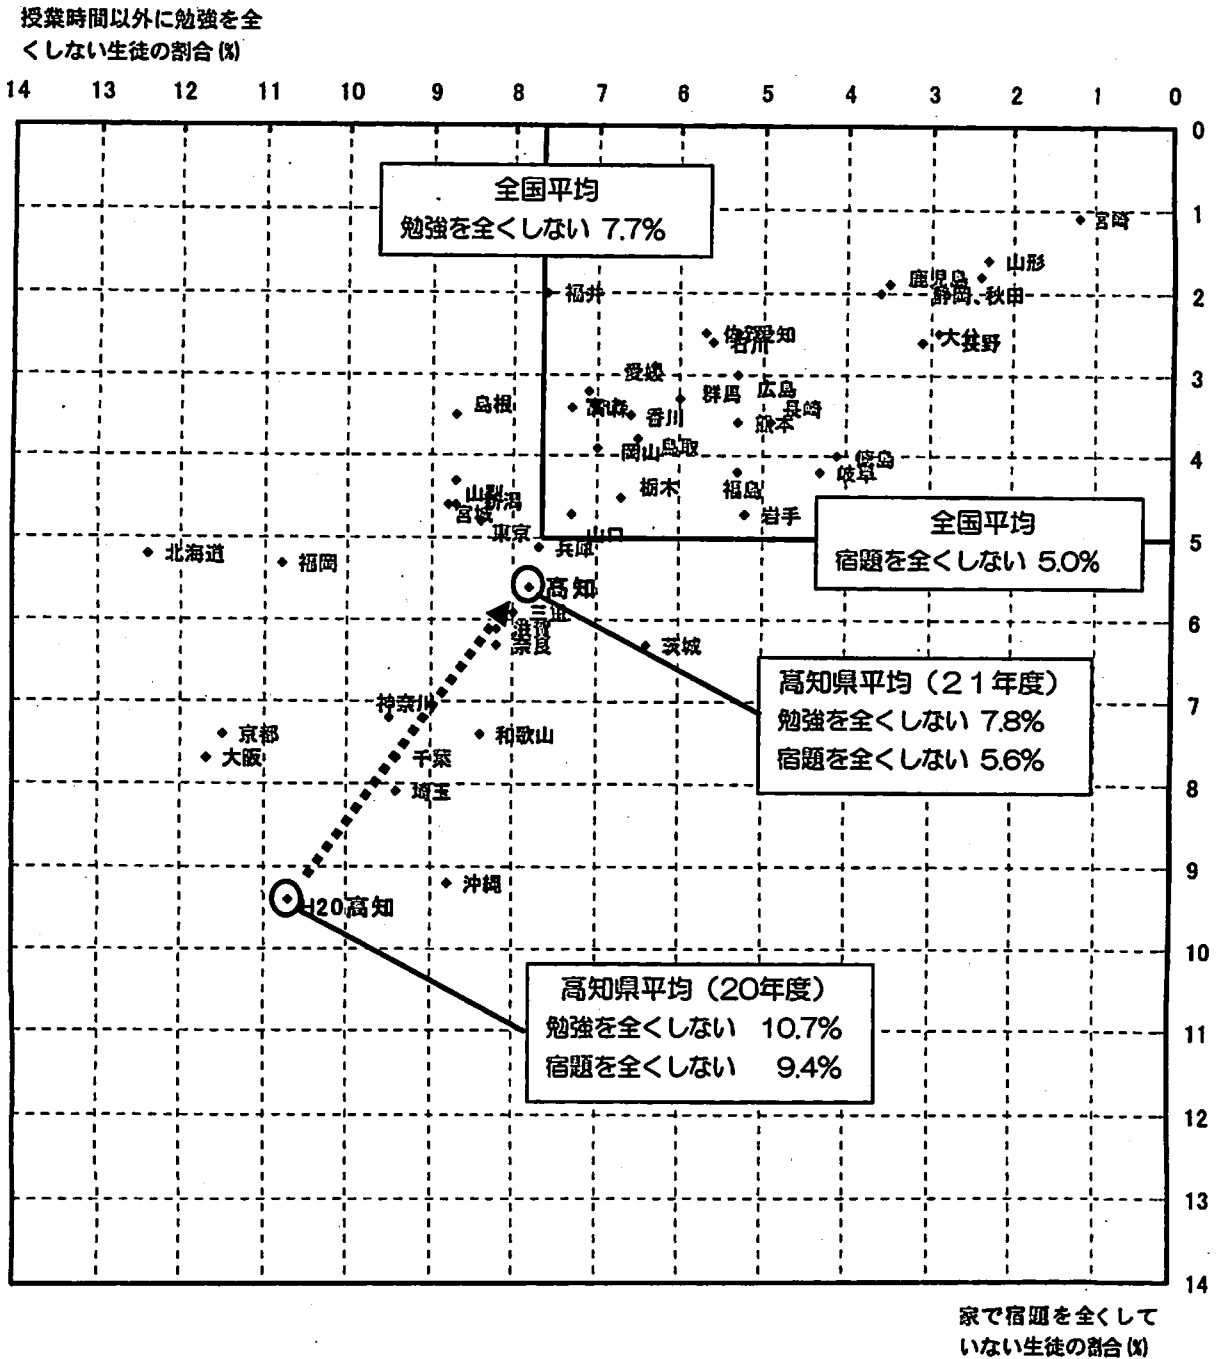 授業時間以外に勉強を全
くしない生徒の割合(%)
14 13 12 11 10 9 8 7 6 5 4 3 2 1 0
0
全国平均
勉強を全くしない 7.7%
1
宮崎
山形
鹿児島
2
静岡、秋田
福井
愛知
石川
大分
長野
3
愛媛
群馬
広島
島根
香川
長崎
熊本
岡山
鳥取
4
徳島
岐阜
栃木
福島
山梨
新潟
宮城
岩手
東京
山口
全国平均
宿題を全くしない 5.0%
5
兵庫
北海道
福岡
高知
三重
6
滋賀
奈良
茨城
高知県平均（21年度）
勉強を全くしない 7.8%
宿題を全くしない 5.6%
神奈川
7
京都
和歌山
大阪
千葉
8
埼玉
9
沖縄
H20高知
10
高知県平均（20年度）
勉強を全くしない 10.7%
宿題を全くしない 9.4%
11
12
13
14
家で宿題を全くして
いない生徒の割合(%)